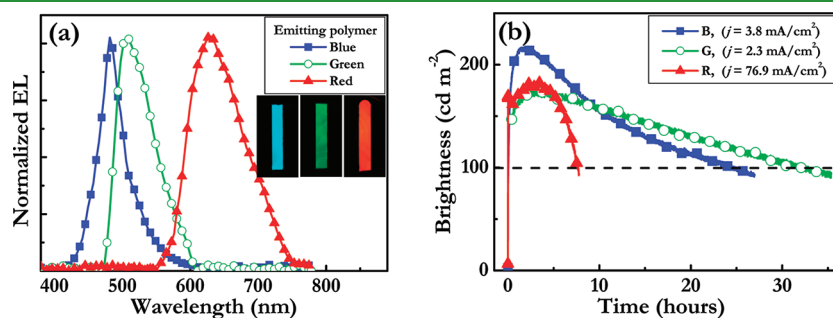 (a)
Emitting polymer
Blue
Green
Red
Normalized EL
400 500 600 700 800
Wavelength (nm)
(b)
B, (j = 3.8 mA/cm²)
G, (j = 2.3 mA/cm²)
R, (j = 76.9 mA/cm²)
Brightness (cd m⁻²)
200
100
0
0 10 20 30
Time (hours)